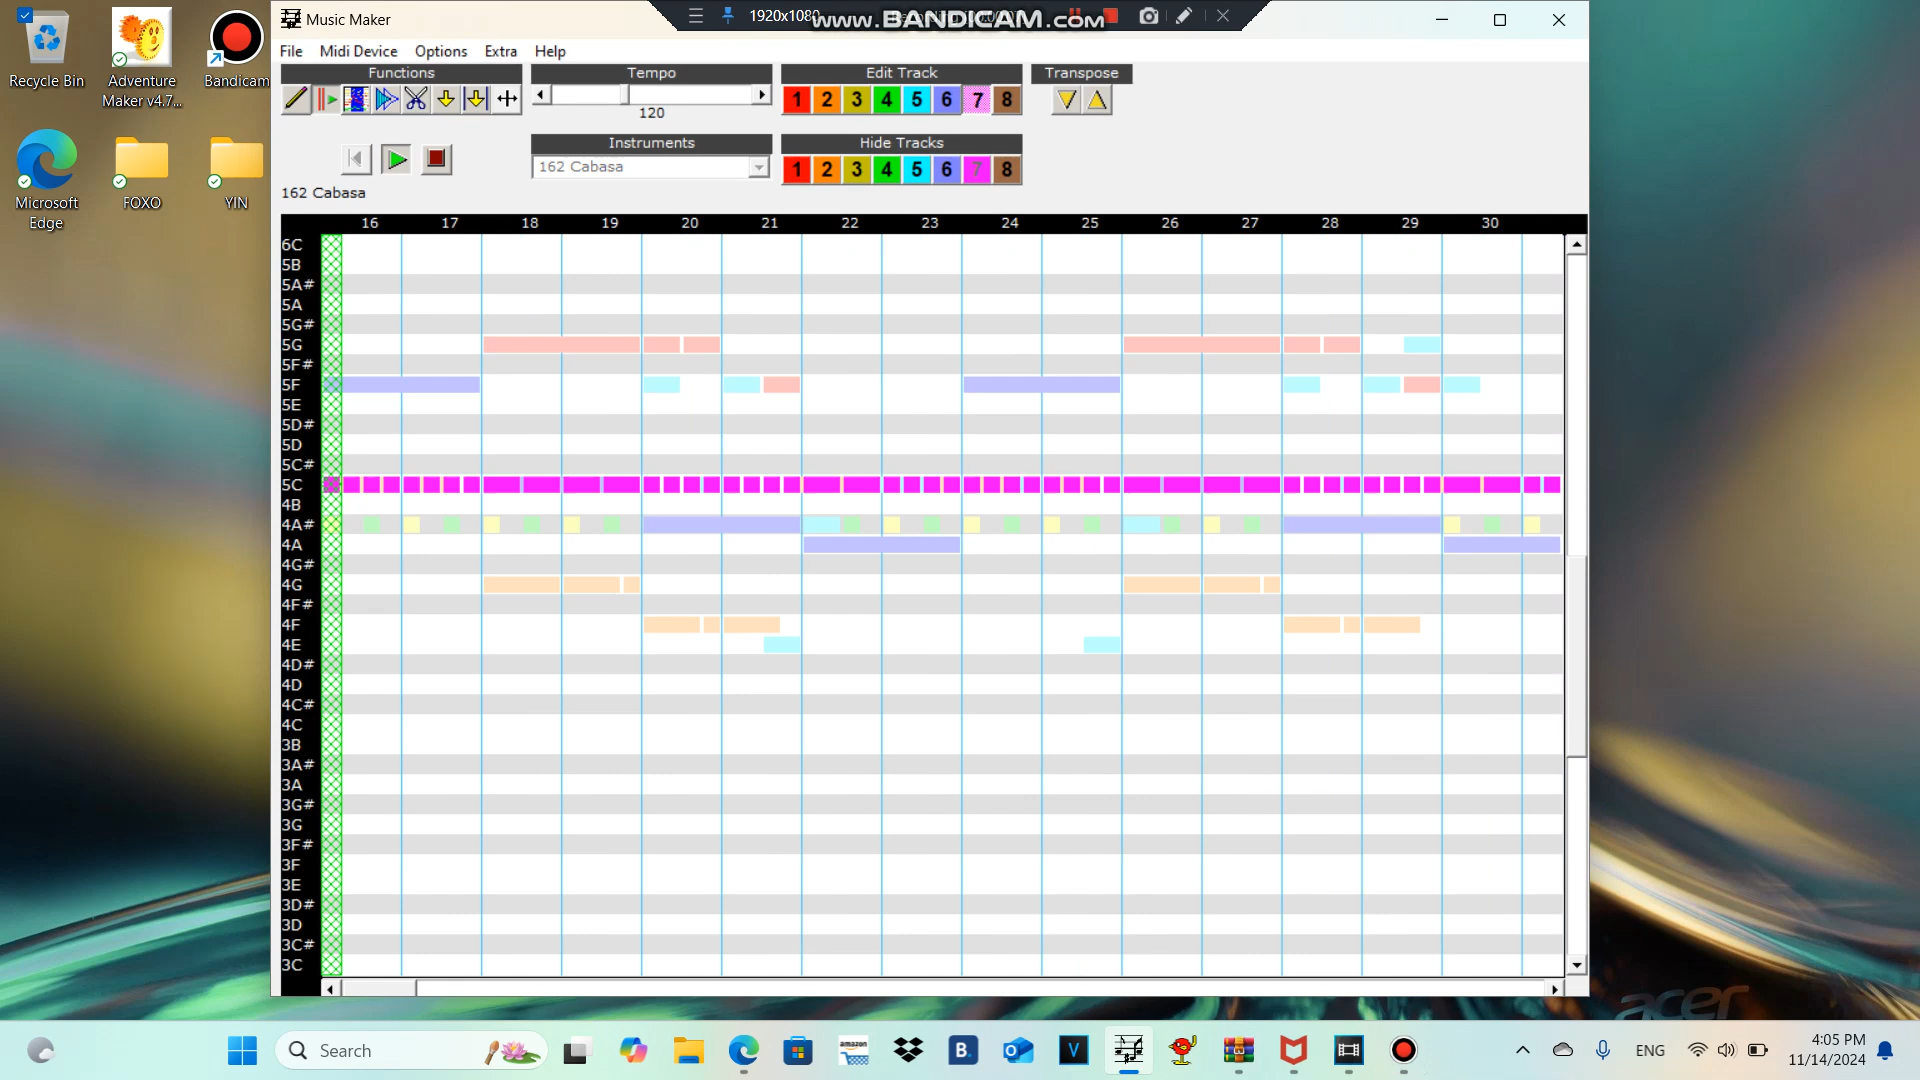 Recycle Bin
Adventure
Maker v4.7...
Bandicam
Microsoft
Edge
FOXO
YIN
Music Maker
1920x1080
www.BANDICAM.com
File Midi Device Options Extra Help
Functions Tempo Edit Track Transpose
1 2 3 4 5 6 7 8
120
Instruments Hide Tracks
162 Cabasa
1 2 3 4 5 6 7 8
162 Cabasa
16 17 18 19 20 21 22 23 24 25 26 27 28 29 30
6C
5B
5A#
5A
5G#
5G
5F#
5F
5E
5D#
5D
5C#
5C
4B
4A#
4A
4G#
4G
4F#
4F
4E
4D#
4D
4C#
4C
3B
3A#
3A
3G#
3G
3F#
3F
3E
3D#
3D
3C#
3C
acer
Search
amazon
B.
V
ENG
4:05 PM
11/14/2024